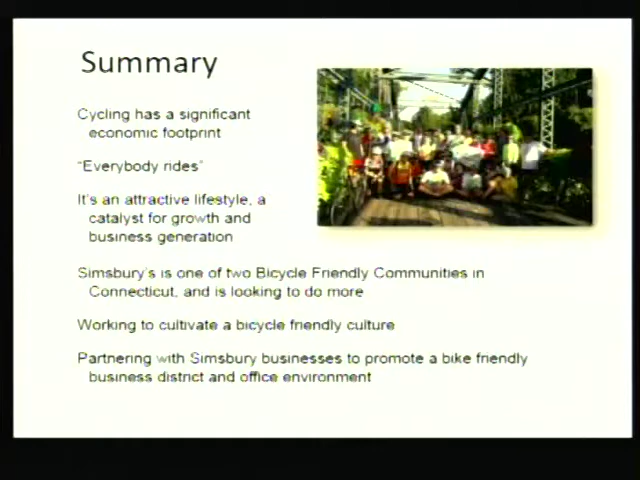 Summary
Cycling has a significant
economic footprint
"Everybody rides"
It's an attractive lifestyle, a
catalyst for growth and
business generation
Simsbury's is one of two Bicycle Friendly Communities in
Connecticut, and is looking to do more
Working to cultivate a bicycle friendly culture
Partnering with Simsbury businesses to promote a bike friendly
business district and office environment